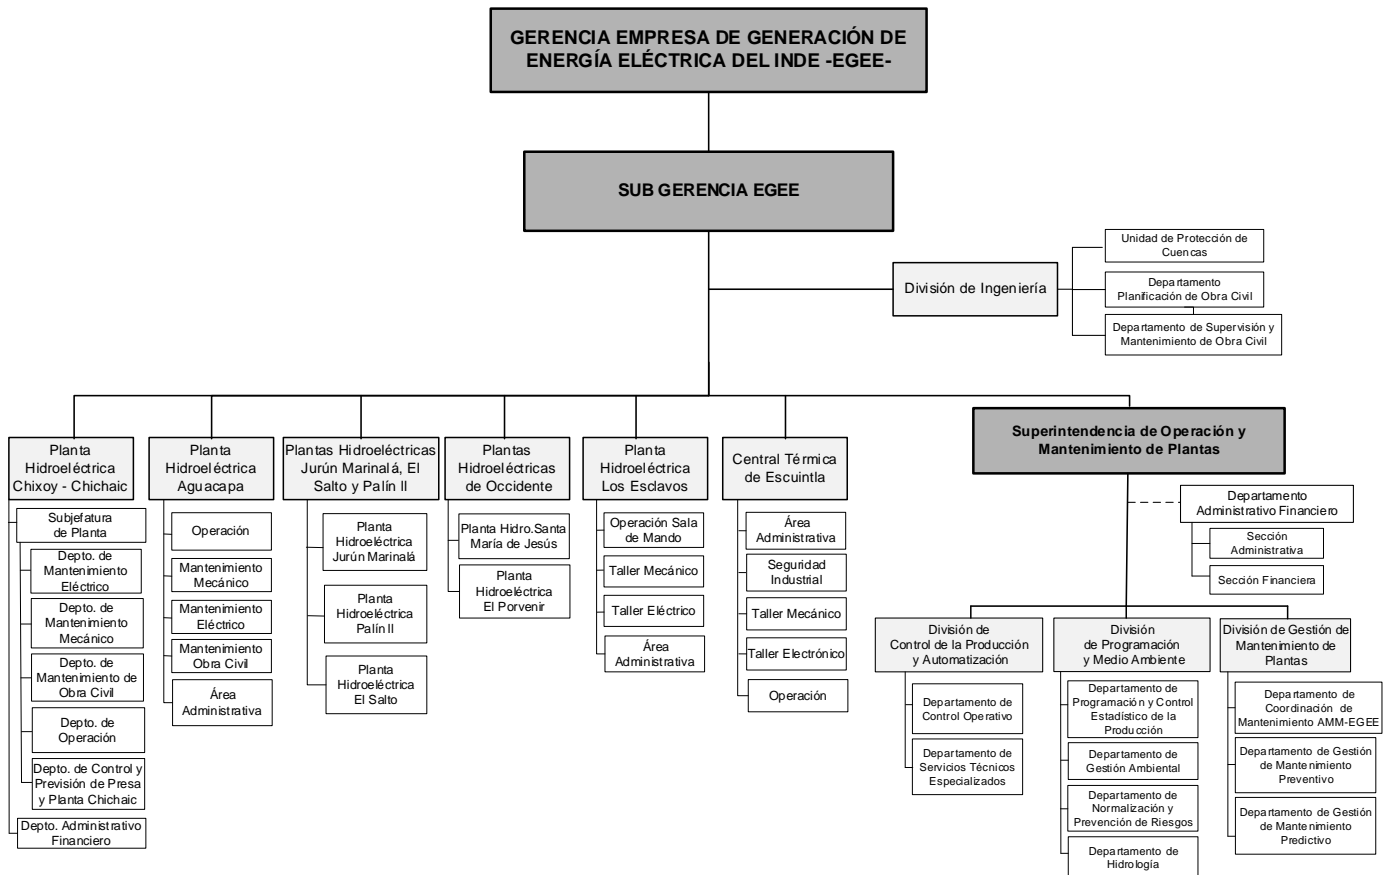 GERENCIA EMPRESA DE GENERACIÓN DE
ENERGÍA ELÉCTRICA DEL INDE -EGEE-
SUB GERENCIA EGEE
División de Ingeniería
Unidad de Protección de
Cuencas
Departamento
Planificación de Obra Civil
Departamento de Supervisión y
Mantenimiento de Obra Civil
Planta
Hidroeléctrica
Chixoy - Chichaic
Subjefatura
de Planta
Depto. de
Mantenimiento
Eléctrico
Depto. de
Mantenimiento
Mecánico
Depto. de
Mantenimiento
de Obra Civil
Depto. de
Operación
Depto. de Control y
Previsión de Presa
y Planta Chichaic
Depto. Administrativo
Financiero
Planta
Hidroeléctrica
Aguacapa
Operación
Mantenimiento
Mecánico
Mantenimiento
Eléctrico
Mantenimiento
Obra Civil
Área
Administrativa
Plantas Hidroeléctricas
Jurún Marinalá, El
Salto y Palín II
Planta
Hidroeléctrica
Jurún Marinalá
Planta
Hidroeléctrica
Palín II
Planta
Hidroeléctrica
El Salto
Plantas
Hidroeléctricas
de Occidente
Planta Hidro.Santa
María de Jesús
Planta
Hidroeléctrica
El Porvenir
Planta
Hidroeléctrica
Los Esclavos
Operación Sala
de Mando
Taller Mecánico
Taller Eléctrico
Área
Administrativa
Central Térmica
de Escuintla
Área
Administrativa
Seguridad
Industrial
Taller Mecánico
Taller Electrónico
Operación
Superintendencia de Operación y
Mantenimiento de Plantas
Departamento
Administrativo Financiero
Sección
Administrativa
Sección Financiera
División de
Control de la Producción
y Automatización
Departamento de
Control Operativo
Departamento de
Servicios Técnicos
Especializados
División
de Programación
y Medio Ambiente
Departamento de
Programación y Control
Estadístico de la
Producción
Departamento de
Gestión Ambiental
Departamento de
Normalización y
Prevención de Riesgos
Departamento de
Hidrología
División de Gestión de
Mantenimiento de
Plantas
Departamento de
Coordinación de
Mantenimiento AMM-EGEE
Departamento de Gestión
de Mantenimiento
Preventivo
Departamento de Gestión
de Mantenimiento
Predictivo